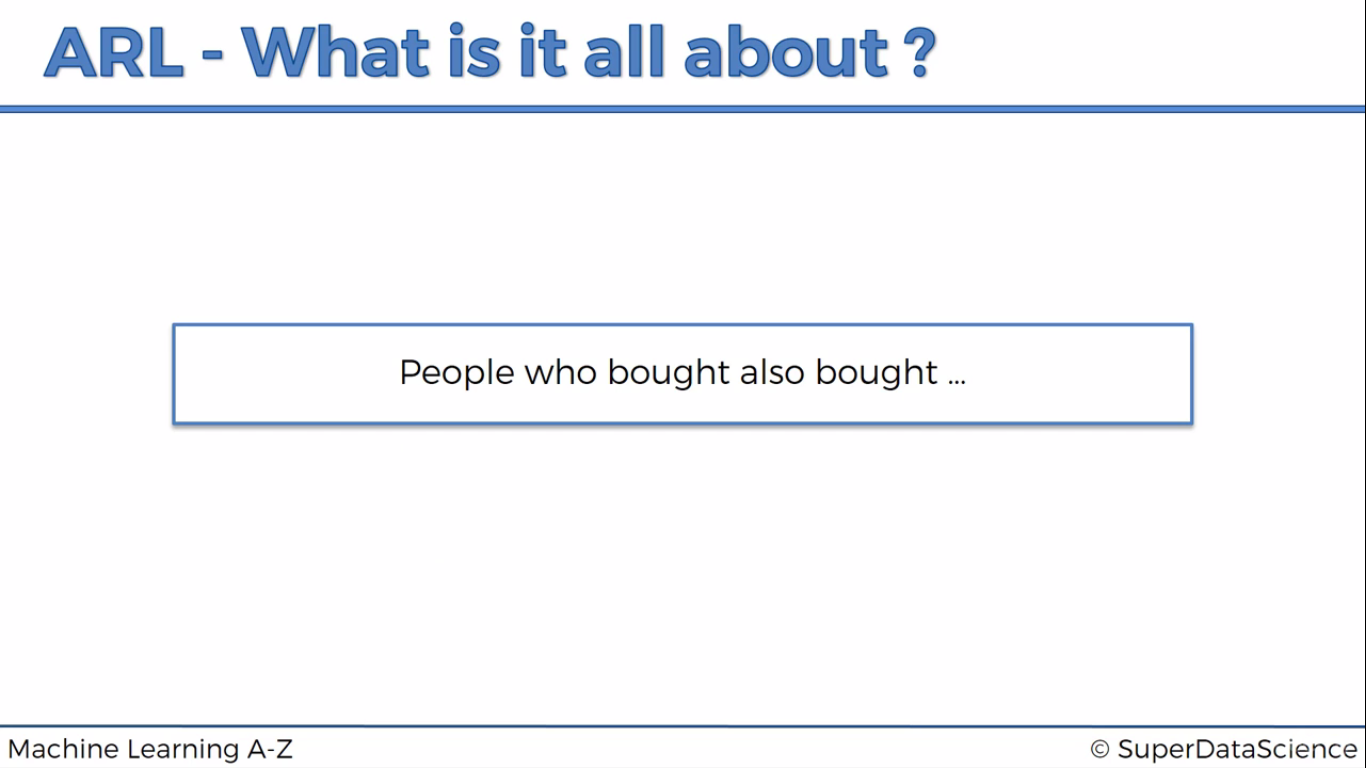 ARL - What is it all about ?
People who bought also bought ...
Machine Learning A-Z
© SuperDataScience